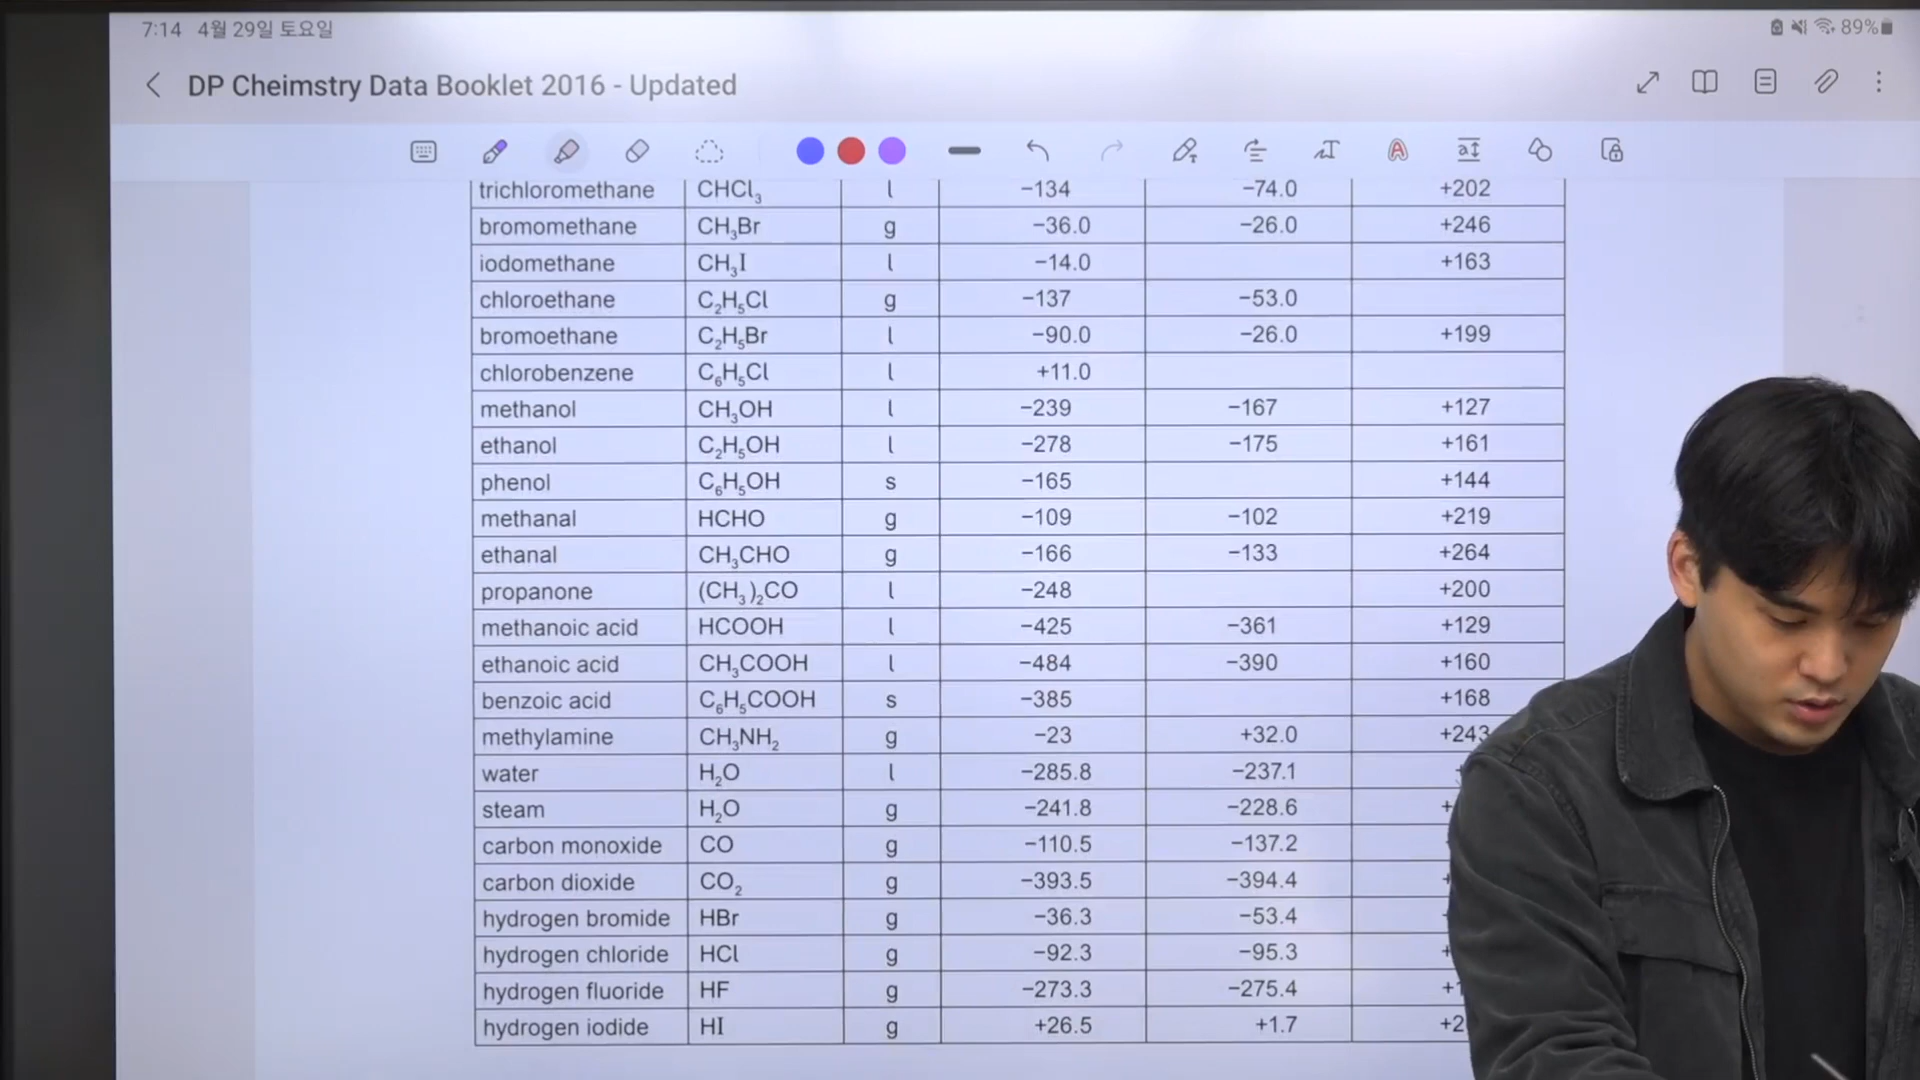 7:14 4월 29일 토요일
89%
DP Cheimstry Data Booklet 2016 - Updated
trichloromethane CHCl₃ l −134 −74.0 +202
bromomethane CH₃Br g −36.0 −26.0 +246
iodomethane CH₃I l −14.0 +163
chloroethane C₂H₅Cl g −137 −53.0
bromoethane C₂H₅Br l −90.0 −26.0 +199
chlorobenzene C₆H₅Cl l +11.0
methanol CH₃OH l −239 −167 +127
ethanol C₂H₅OH l −278 −175 +161
phenol C₆H₅OH s −165 +144
methanal HCHO g −109 −102 +219
ethanal CH₃CHO g −166 −133 +264
propanone (CH₃)₂CO l −248 +200
methanoic acid HCOOH l −425 −361 +129
ethanoic acid CH₃COOH l −484 −390 +160
benzoic acid C₆H₅COOH s −385 +168
methylamine CH₃NH₂ g −23 +32.0 +243
water H₂O l −285.8 −237.1
steam H₂O g −241.8 −228.6
carbon monoxide CO g −110.5 −137.2
carbon dioxide CO₂ g −393.5 −394.4
hydrogen bromide HBr g −36.3 −53.4
hydrogen chloride HCl g −92.3 −95.3
hydrogen fluoride HF g −273.3 −275.4
hydrogen iodide HI g +26.5 +1.7